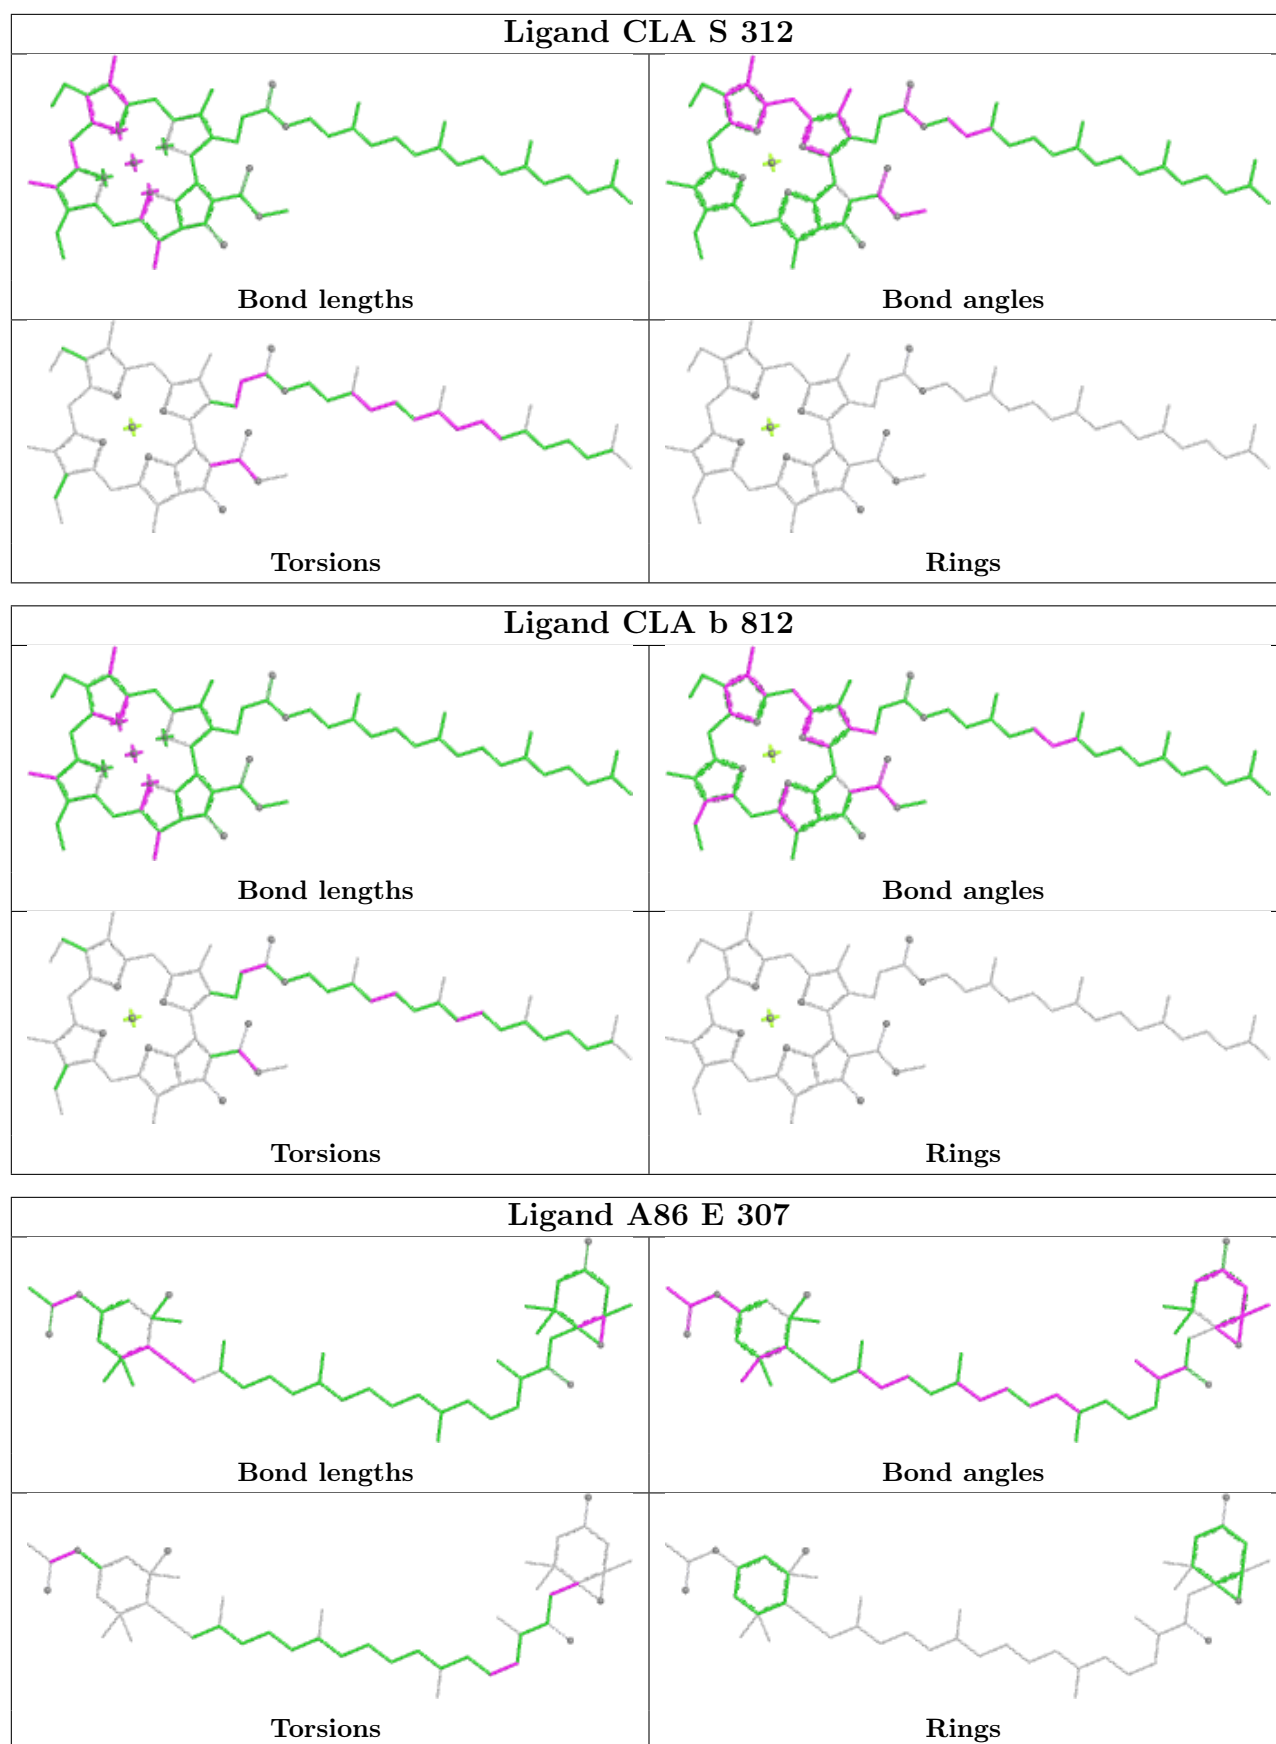 Ligand CLA S 312
Bond lengths
Bond angles
Torsions
Rings
Ligand CLA b 812
Bond lengths
Bond angles
Torsions
Rings
Ligand A86 E 307
Bond lengths
Bond angles
Torsions
Rings